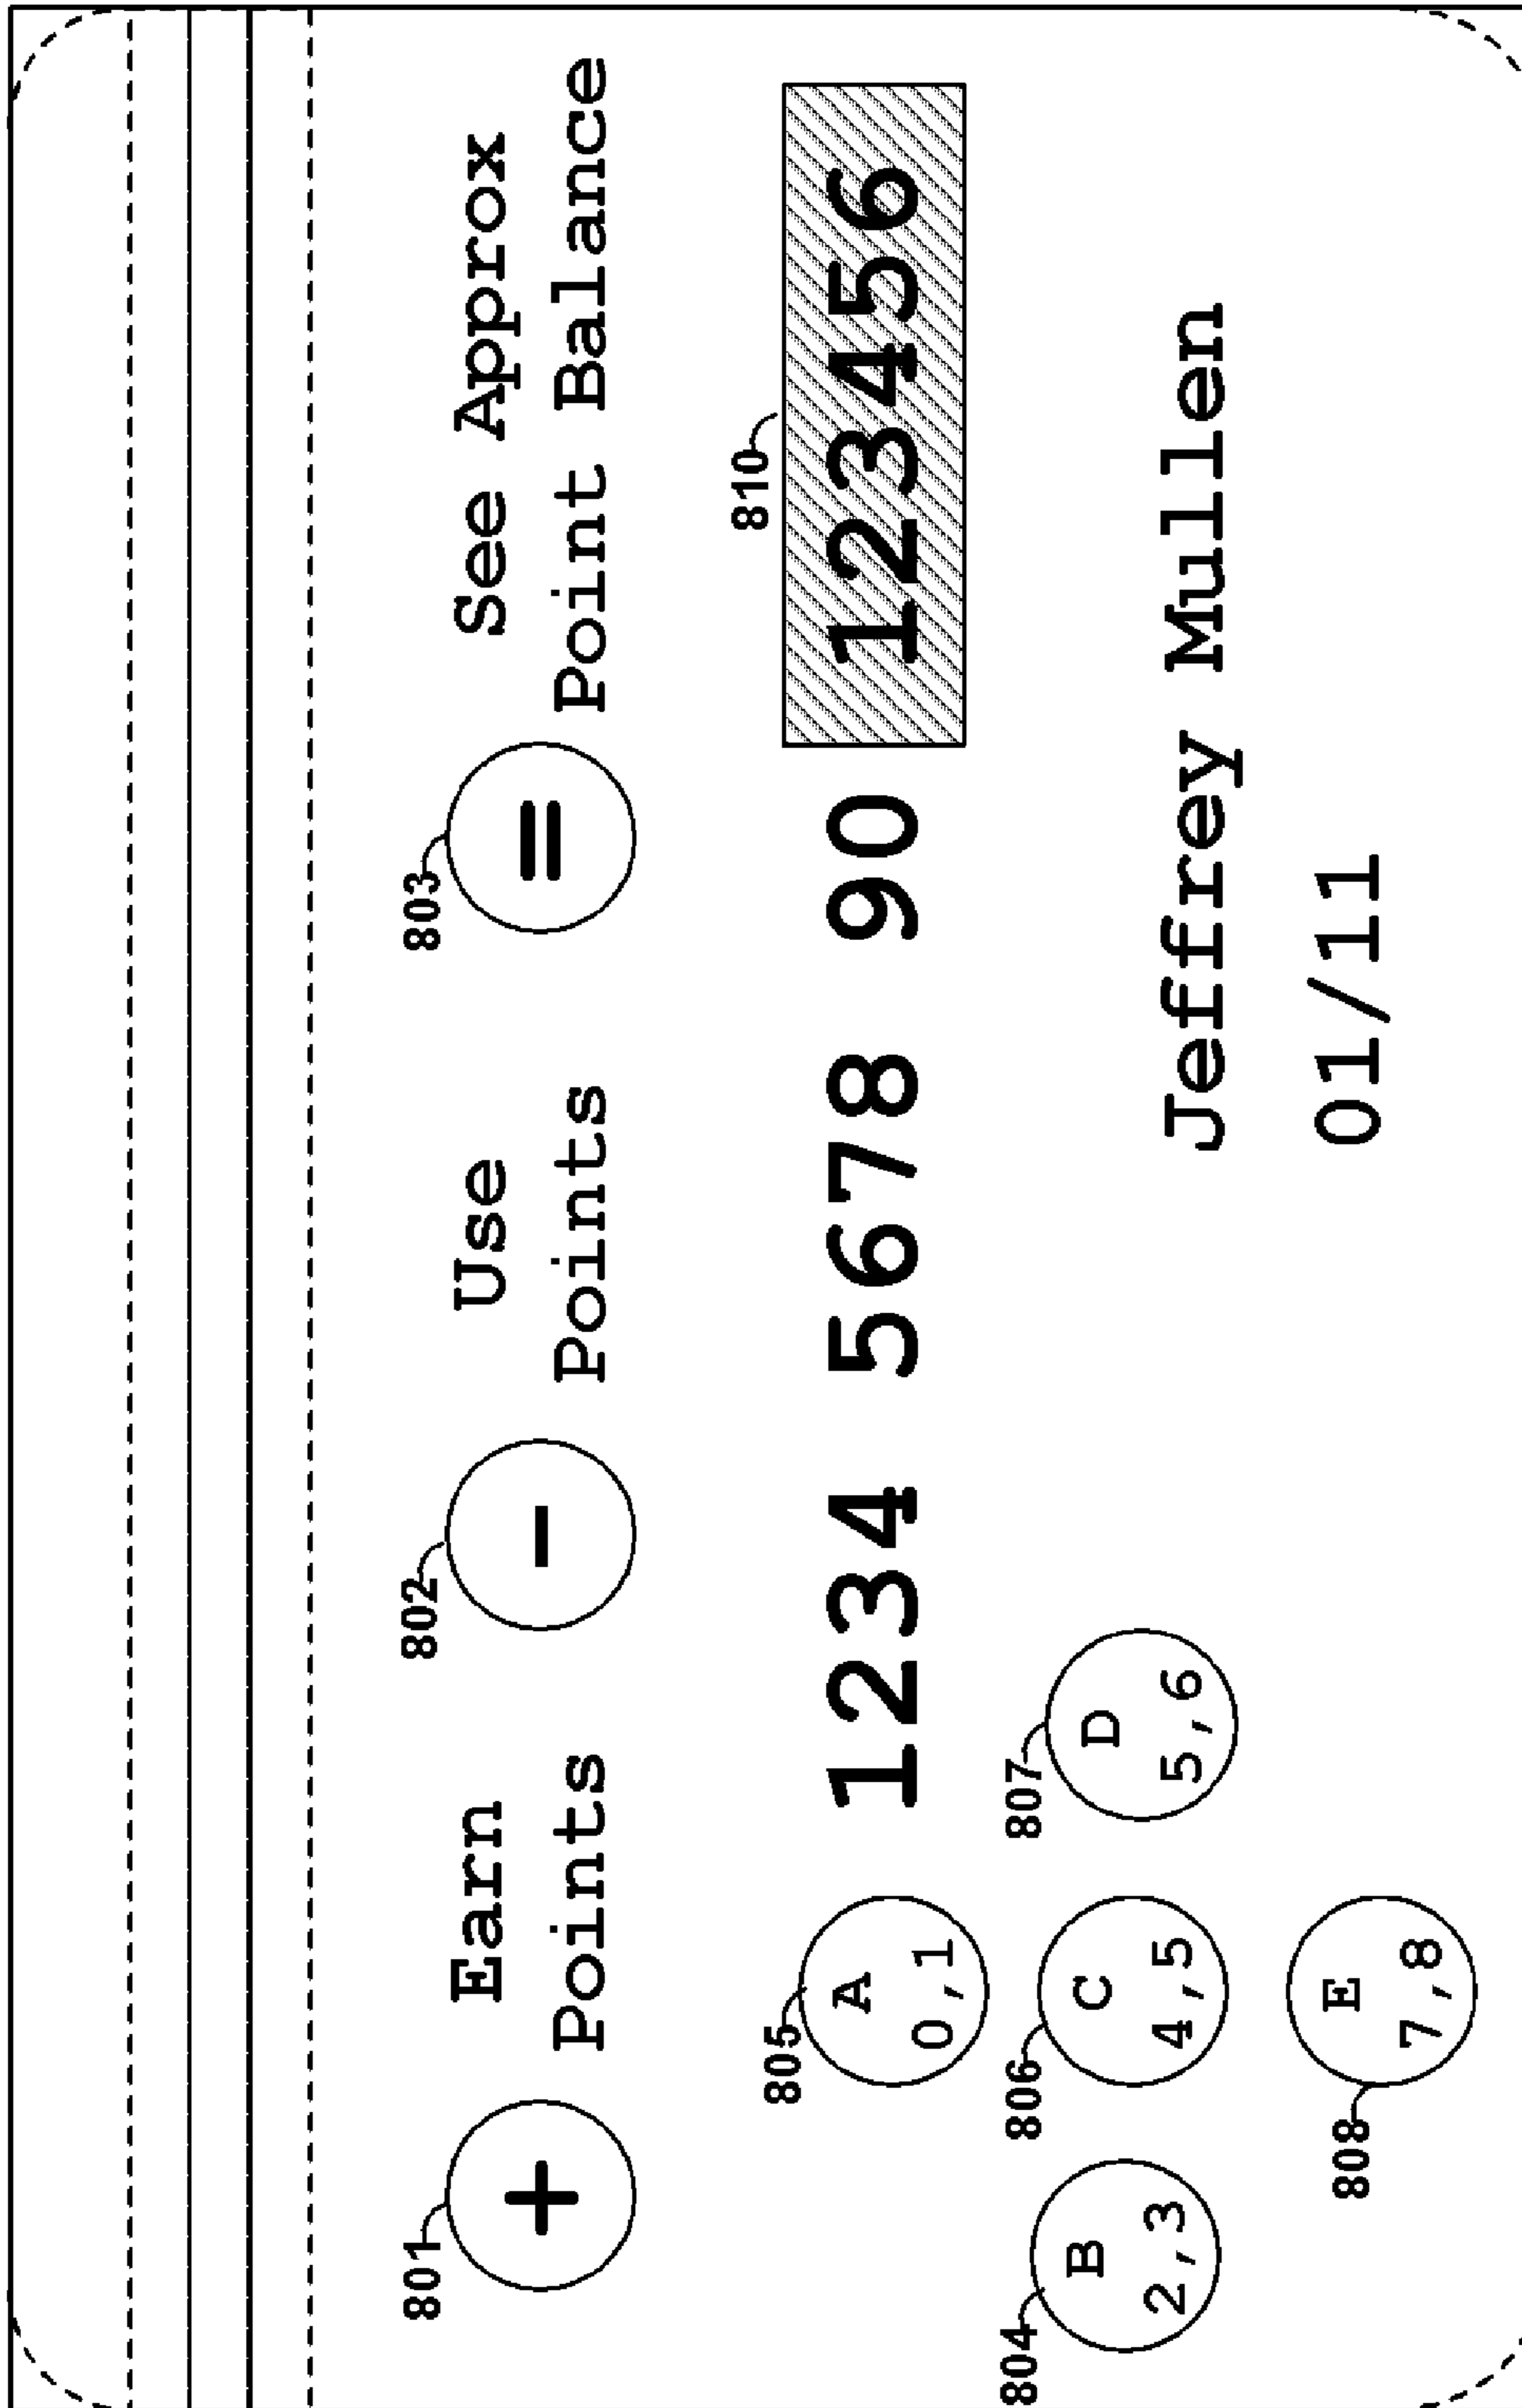 801 802 803
+ Earn Points - Use Points = See Approx Point Balance
810
1234 5678 90 123456
805
A
0,1
804 806 807
B C D
2,3 4,5 5,6
Jeffrey Mullen
808
E
7,8
01/11